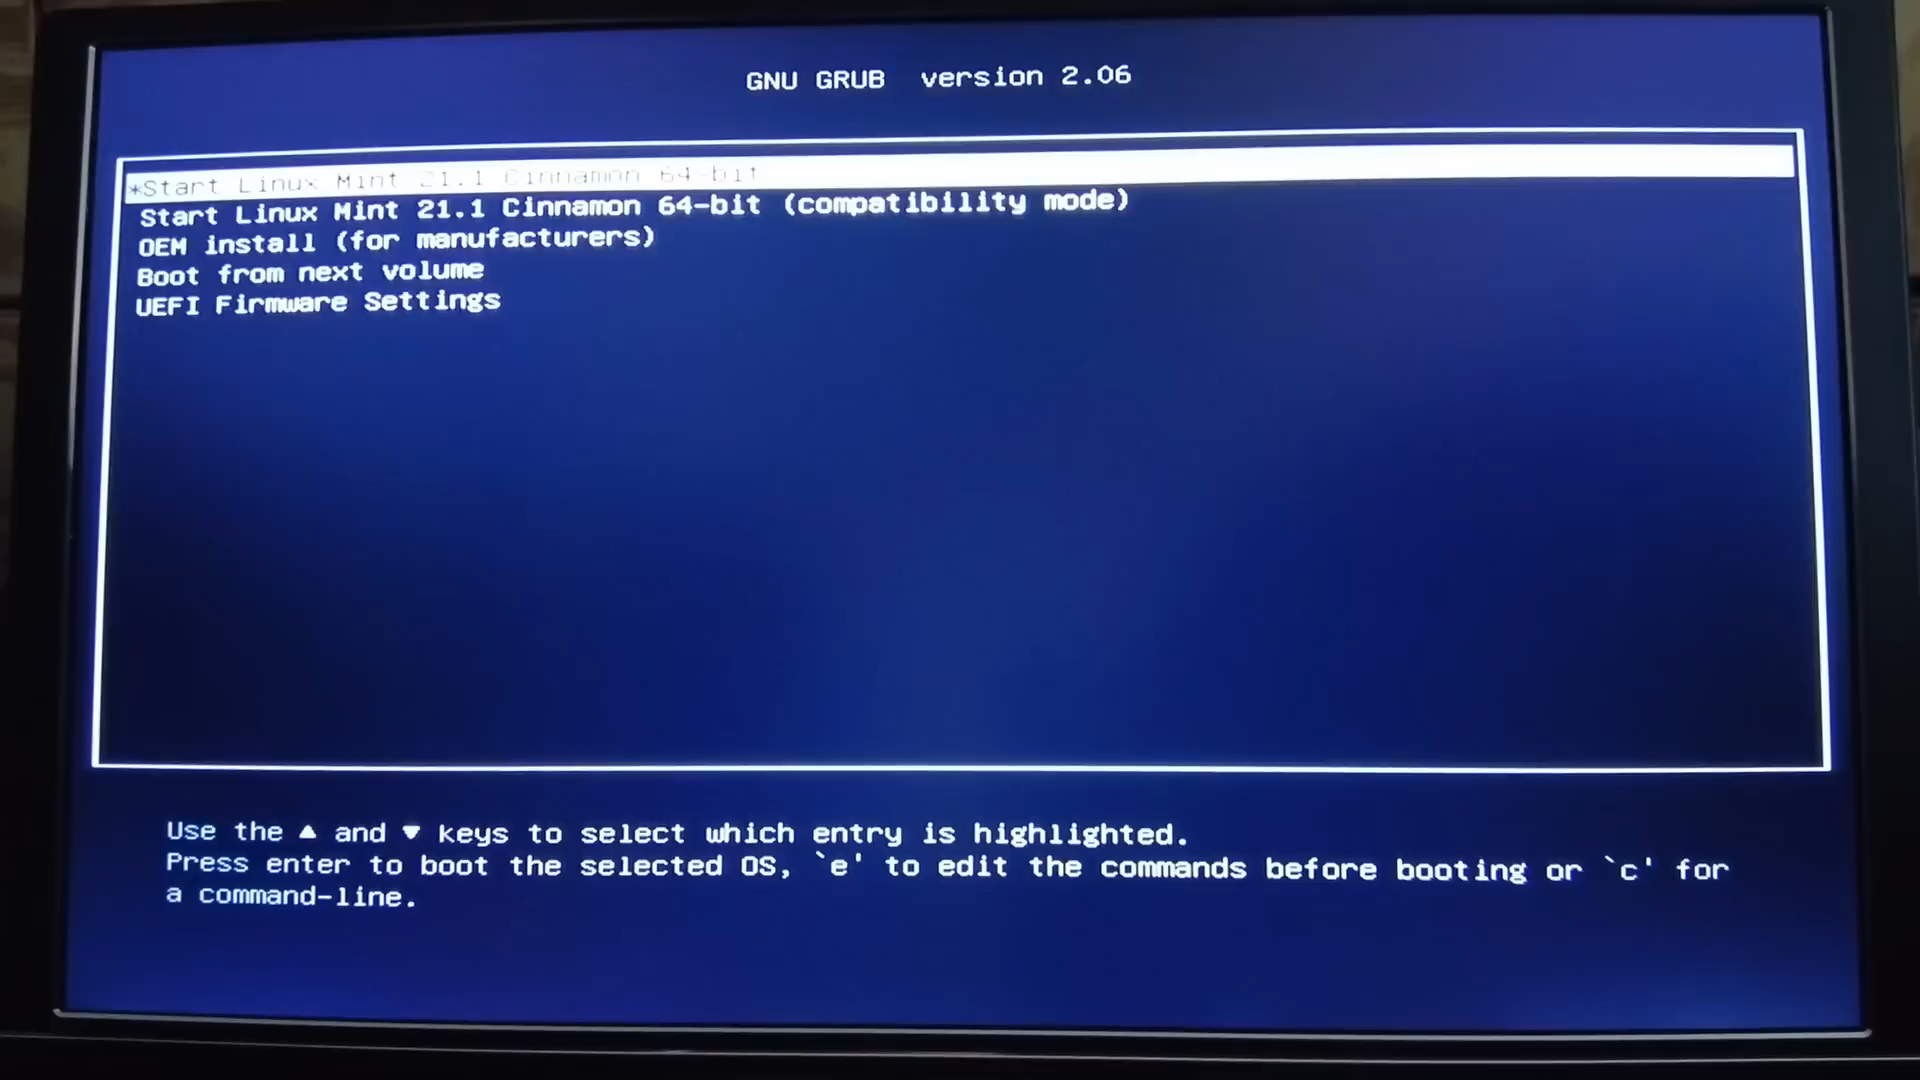 GNU GRUB version 2.06
*Start Linux Mint 21.1 Cinnamon 64-bit
Start Linux Mint 21.1 Cinnamon 64-bit (compatibility mode)
OEM install (for manufacturers)
Boot from next volume
UEFI Firmware Settings
Use the ▲ and ▼ keys to select which entry is highlighted.
Press enter to boot the selected OS, `e' to edit the commands before booting or `c' for
a command-line.